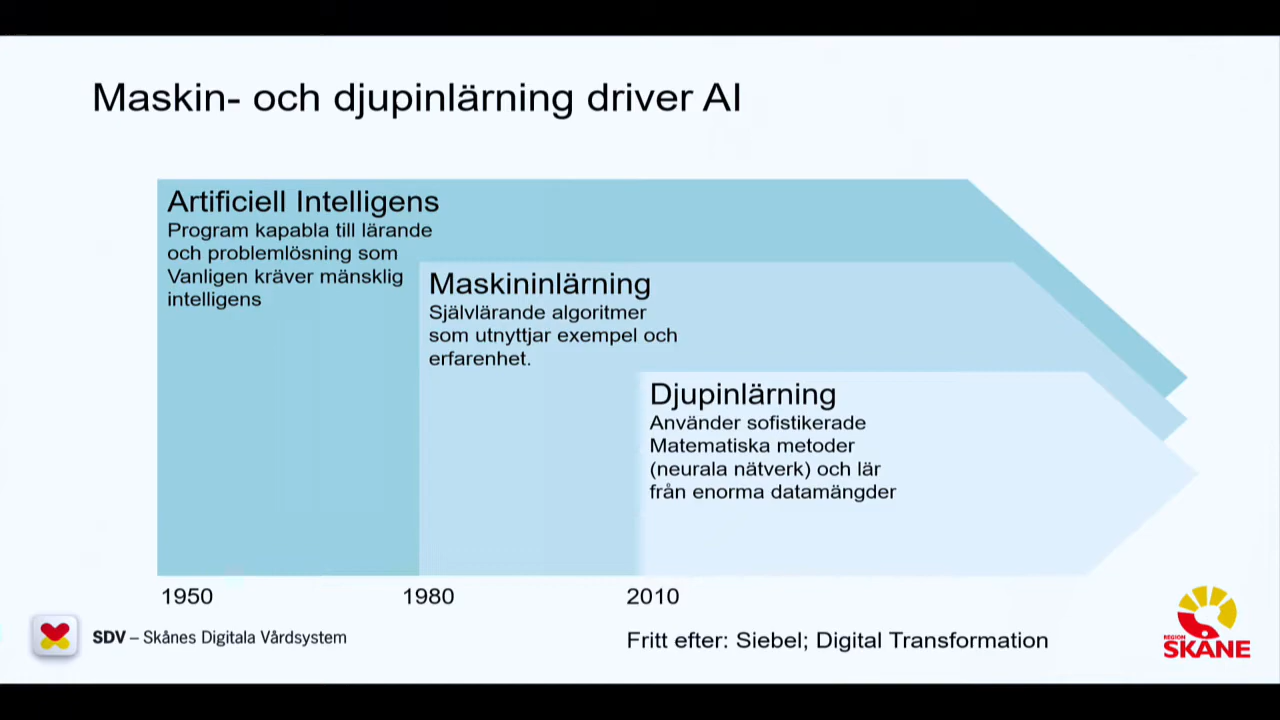 Maskin- och djupinlärning driver AI
Artificiell Intelligens
Program kapabla till lärande
och problemlösning som
Vanligen kräver mänsklig
intelligens
Maskininlärning
Självlärande algoritmer
som utnyttjar exempel och
erfarenhet.
Djupinlärning
Använder sofistikerade
Matematiska metoder
(neurala nätverk) och lär
från enorma datamängder
1950
1980
2010
SDV – Skånes Digitala Vårdsystem
Fritt efter: Siebel; Digital Transformation
REGION
SKÅNE